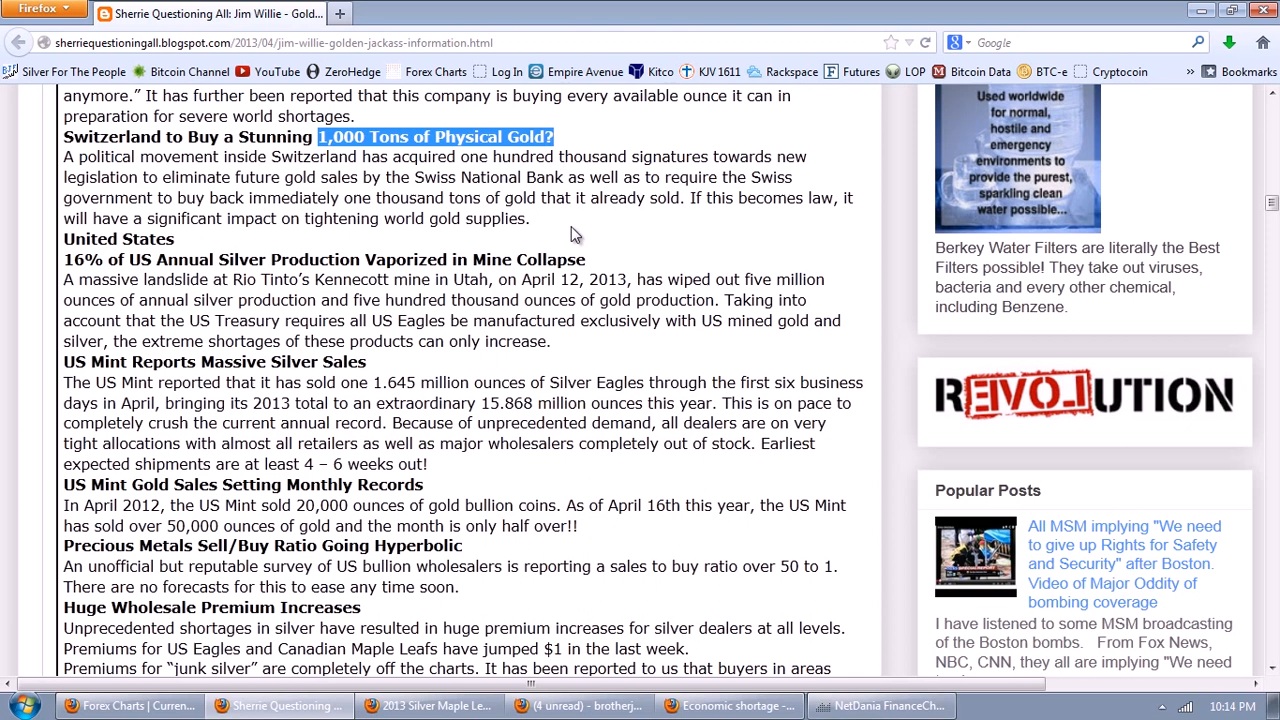 Firefox
Sherrie Questioning All: Jim Willie - Gold...
sherriequestioningall.blogspot.com/2013/04/jim-willie-golden-jackass-information.html
Google
Silver For The People
Bitcoin Channel
YouTube
ZeroHedge
Forex Charts
Log In
Empire Avenue
Kitco
KJV 1611
Rackspace
Futures
LOP
Bitcoin Data
BTC-e
Cryptocoin
»
Bookmarks
anymore.” It has further been reported that this company is buying every available ounce it can in
preparation for severe world shortages.
Switzerland to Buy a Stunning 1,000 Tons of Physical Gold?
A political movement inside Switzerland has acquired one hundred thousand signatures towards new
legislation to eliminate future gold sales by the Swiss National Bank as well as to require the Swiss
government to buy back immediately one thousand tons of gold that it already sold. If this becomes law, it
will have a significant impact on tightening world gold supplies.
United States
16% of US Annual Silver Production Vaporized in Mine Collapse
A massive landslide at Rio Tinto’s Kennecott mine in Utah, on April 12, 2013, has wiped out five million
ounces of annual silver production and five hundred thousand ounces of gold production. Taking into
account that the US Treasury requires all US Eagles be manufactured exclusively with US mined gold and
silver, the extreme shortages of these products can only increase.
US Mint Reports Massive Silver Sales
The US Mint reported that it has sold one 1.645 million ounces of Silver Eagles through the first six business
days in April, bringing its 2013 total to an extraordinary 15.868 million ounces this year. This is on pace to
completely crush the current annual record. Because of unprecedented demand, all dealers are on very
tight allocations with almost all retailers as well as major wholesalers completely out of stock. Earliest
expected shipments are at least 4 – 6 weeks out!
US Mint Gold Sales Setting Monthly Records
In April 2012, the US Mint sold 20,000 ounces of gold bullion coins. As of April 16th this year, the US Mint
has sold over 50,000 ounces of gold and the month is only half over!!
Precious Metals Sell/Buy Ratio Going Hyperbolic
An unofficial but reputable survey of US bullion wholesalers is reporting a sales to buy ratio over 50 to 1.
There are no forecasts for this to ease any time soon.
Huge Wholesale Premium Increases
Unprecedented shortages in silver have resulted in huge premium increases for silver dealers at all levels.
Premiums for US Eagles and Canadian Maple Leafs have jumped $1 in the last week.
Premiums for “junk silver” are completely off the charts. It has been reported to us that buyers in areas
Used worldwide
for normal,
hostile and
emergency
environments to
provide the purest,
sparkling clean
water possible...
Berkey Water Filters are literally the Best
Filters possible! They take out viruses,
bacteria and every other chemical,
including Benzene.
REVOLUTION
Popular Posts
All MSM implying "We need
to give up Rights for Safety
and Security" after Boston.
Video of Major Oddity of
bombing coverage
I have listened to some MSM broadcasting
of the Boston bombs. From Fox News,
NBC, CNN, they all are implying "We need
Forex Charts | Curren...
Sherrie Questioning ...
2013 Silver Maple Le...
(4 unread) - brotherj...
Economic shortage -...
NetDania FinanceCh...
10:14 PM